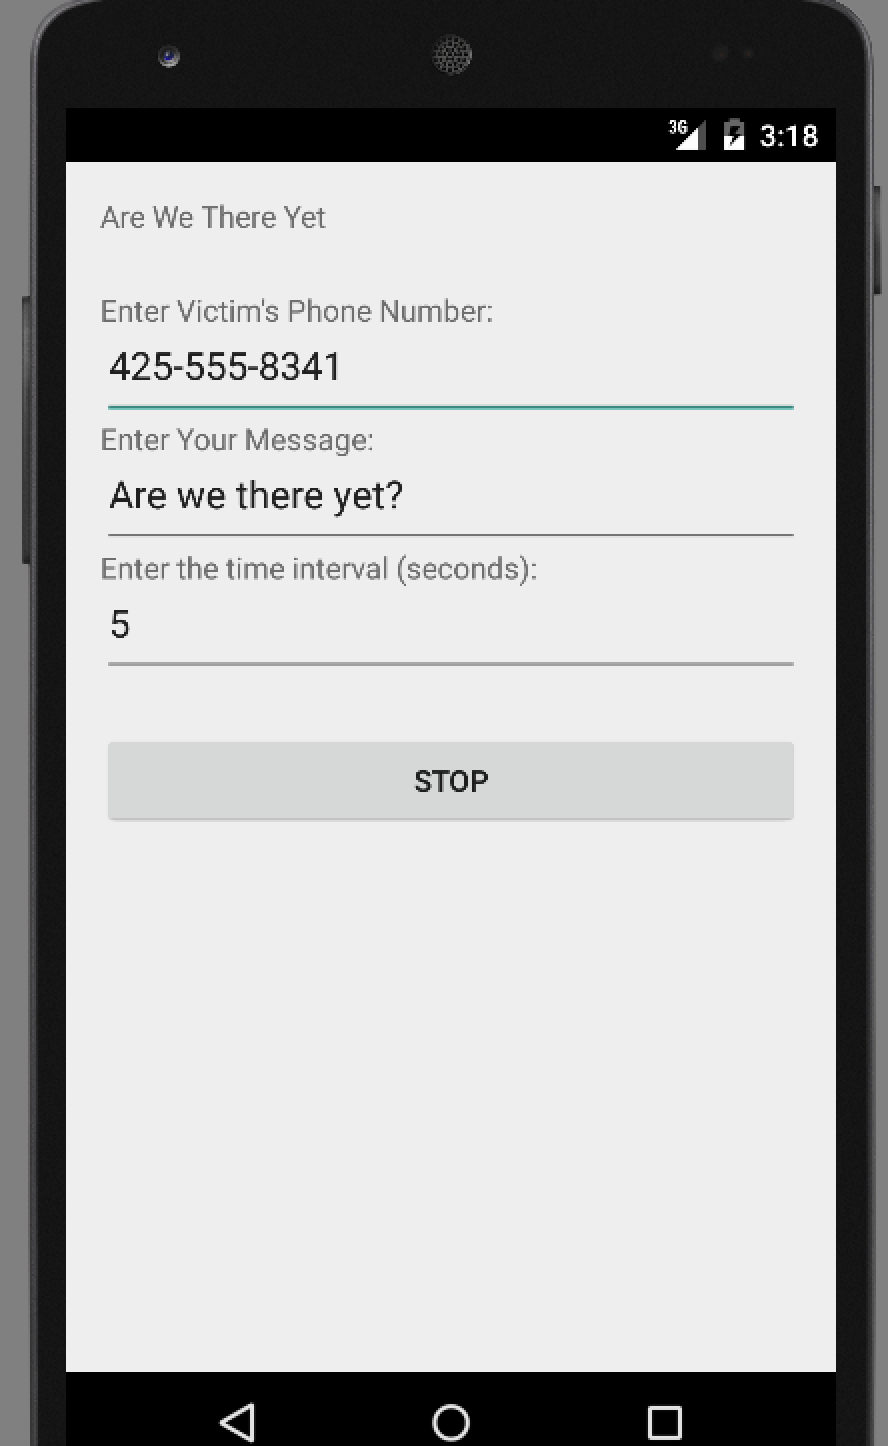 3G 3:18
Are We There Yet
Enter Victim's Phone Number:
425-555-8341
Enter Your Message:
Are we there yet?
Enter the time interval (seconds):
5
STOP